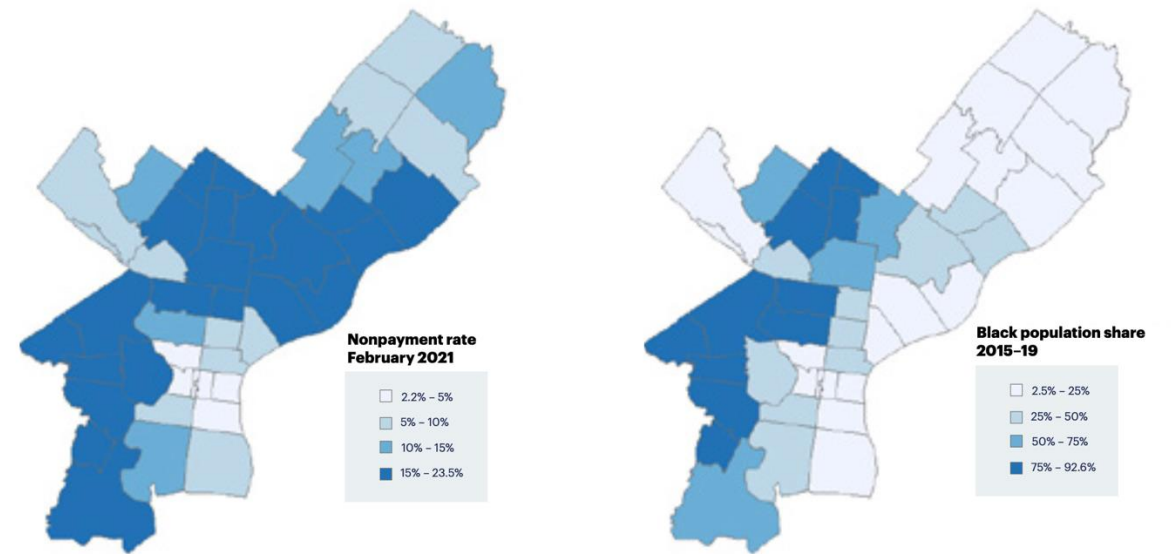 Nonpayment rate
February 2021
2.2% – 5%
5% – 10%
10% – 15%
15% – 23.5%
Black population share
2015–19
2.5% – 25%
25% – 50%
50% – 75%
75% – 92.6%